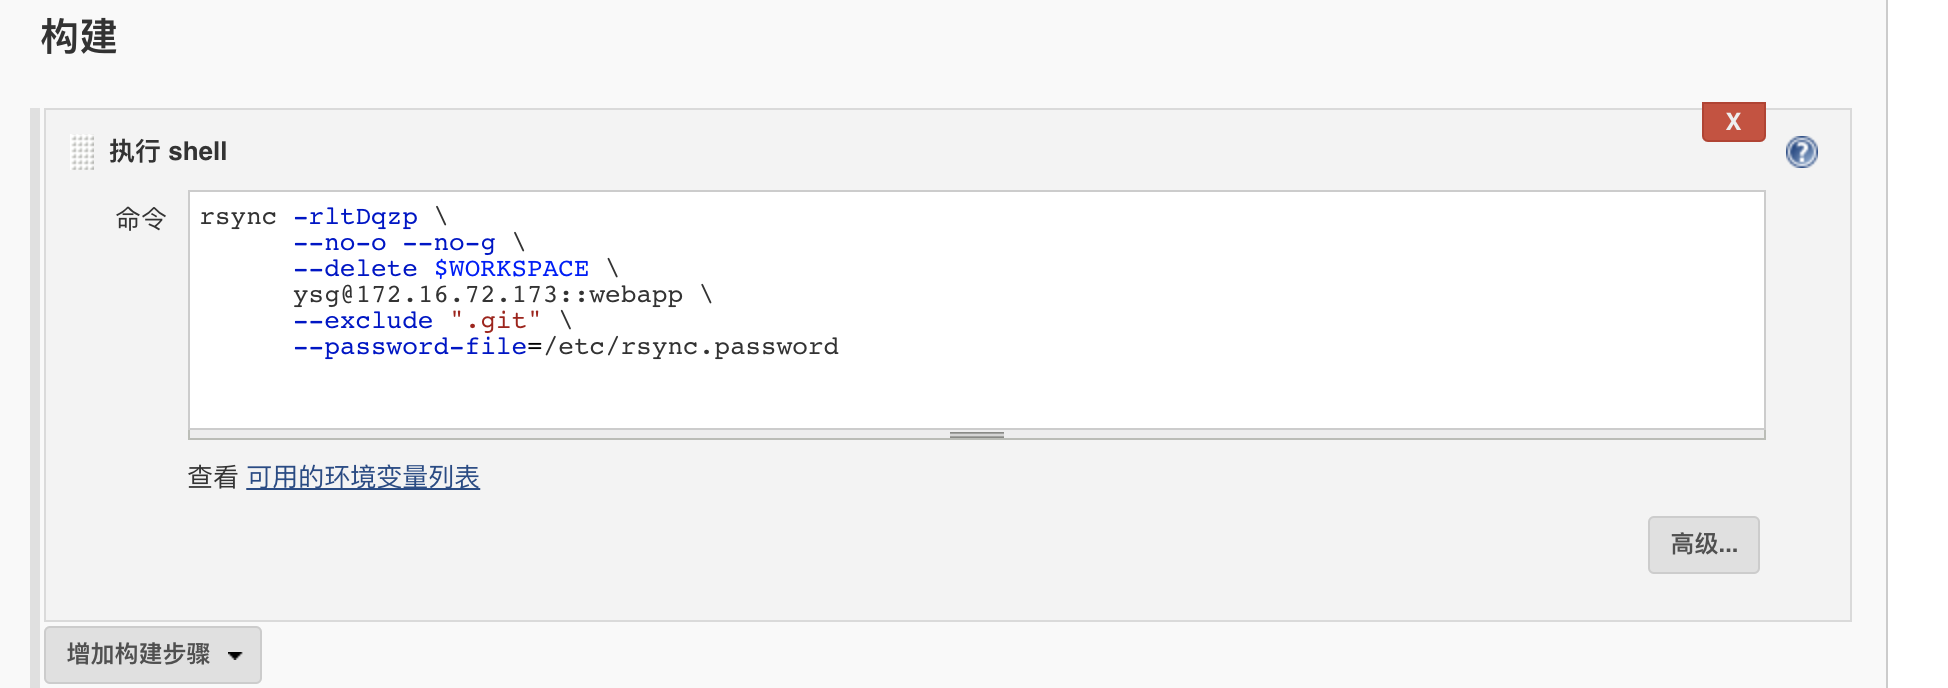 构建
X
执行 shell
命令
rsync -rltDqzp \
--no-o --no-g \
--delete $WORKSPACE \
ysg@172.16.72.173::webapp \
--exclude ".git" \
--password-file=/etc/rsync.password
查看 可用的环境变量列表
高级...
增加构建步骤